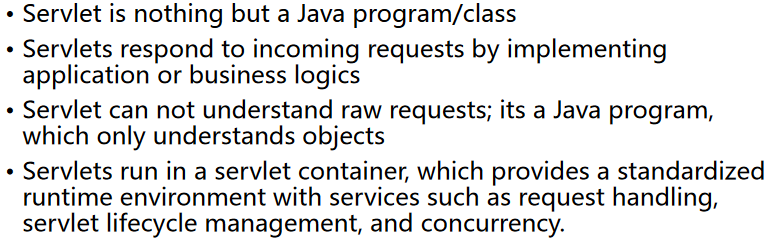 • Servlet is nothing but a Java program/class
• Servlets respond to incoming requests by implementing
application or business logics
• Servlet can not understand raw requests; its a Java program,
which only understands objects
• Servlets run in a servlet container, which provides a standardized
runtime environment with services such as request handling,
servlet lifecycle management, and concurrency.